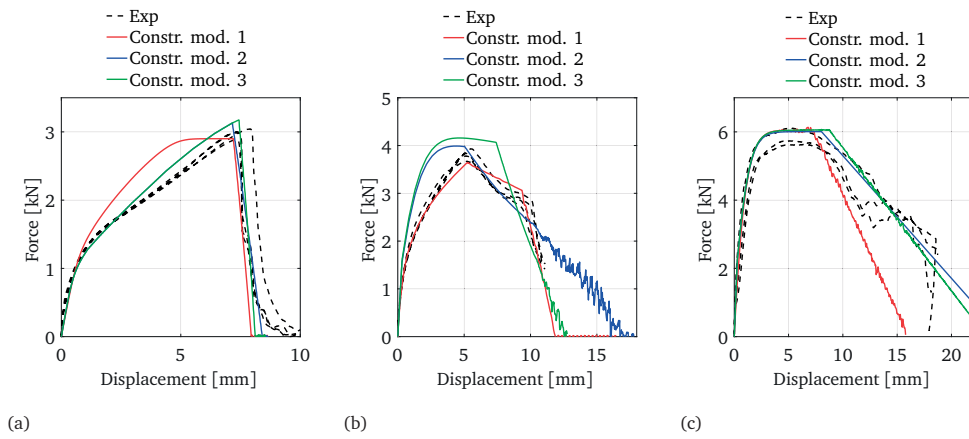 Exp
Constr. mod. 1
Constr. mod. 2
Constr. mod. 3
3
2
1
0
0 5 10
Force [kN]
Displacement [mm]
(a)
Exp
Constr. mod. 1
Constr. mod. 2
Constr. mod. 3
5
4
3
2
1
0
0 5 10 15
Force [kN]
Displacement [mm]
(b)
Exp
Constr. mod. 1
Constr. mod. 2
Constr. mod. 3
6
4
2
0
0 5 10 15 20
Force [kN]
Displacement [mm]
(c)